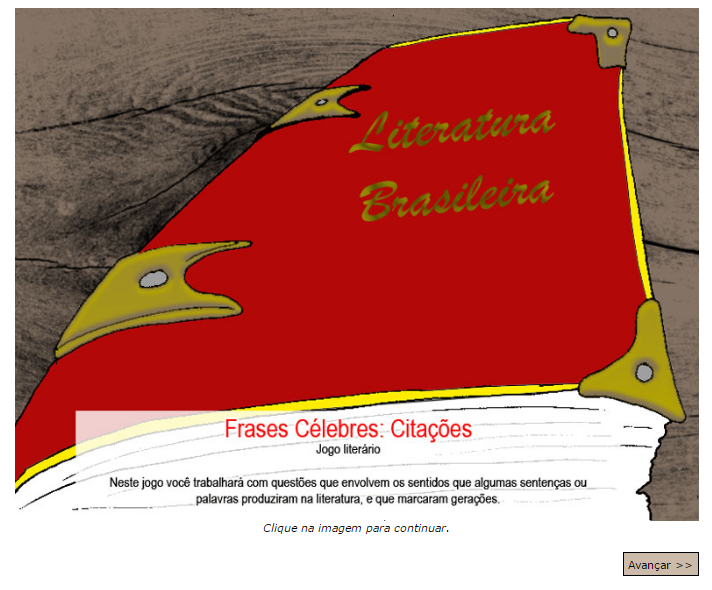 Literatura
Brasileira
Frases Célebres: Citações
Jogo literário
Neste jogo você trabalhará com questões que envolvem os sentidos que algumas sentenças ou
palavras produziram na literatura, e que marcaram gerações.
Clique na imagem para continuar.
Avançar >>